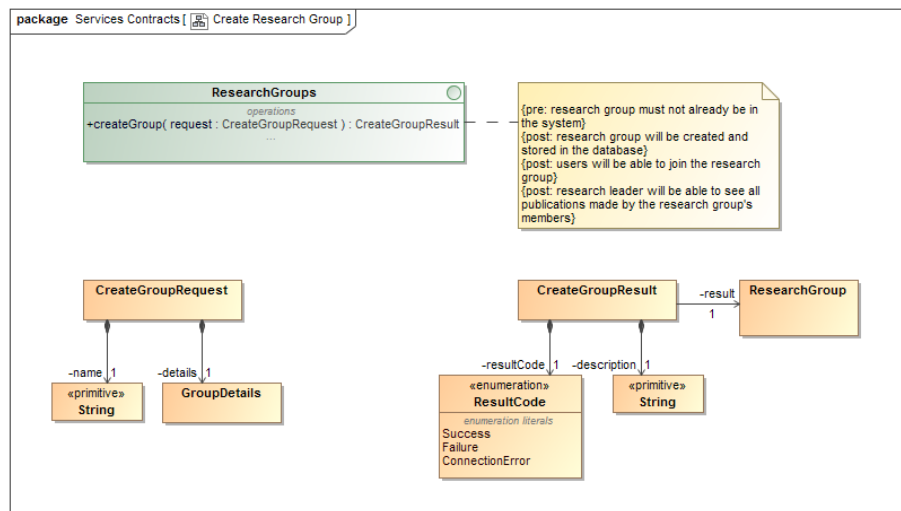 package Services Contracts [ Create Research Group ]
ResearchGroups
operations
+createGroup( request : CreateGroupRequest ) : CreateGroupResult
...
{pre: research group must not already be in
the system}
{post: research group will be created and
stored in the database}
{post: users will be able to join the research
group}
{post: research leader will be able to see all
publications made by the research group's
members}
CreateGroupRequest
CreateGroupResult
-result
1
ResearchGroup
-name 1
-details 1
-resultCode 1
-description 1
«primitive»
String
GroupDetails
«enumeration»
ResultCode
enumeration literals
Success
Failure
ConnectionError
«primitive»
String